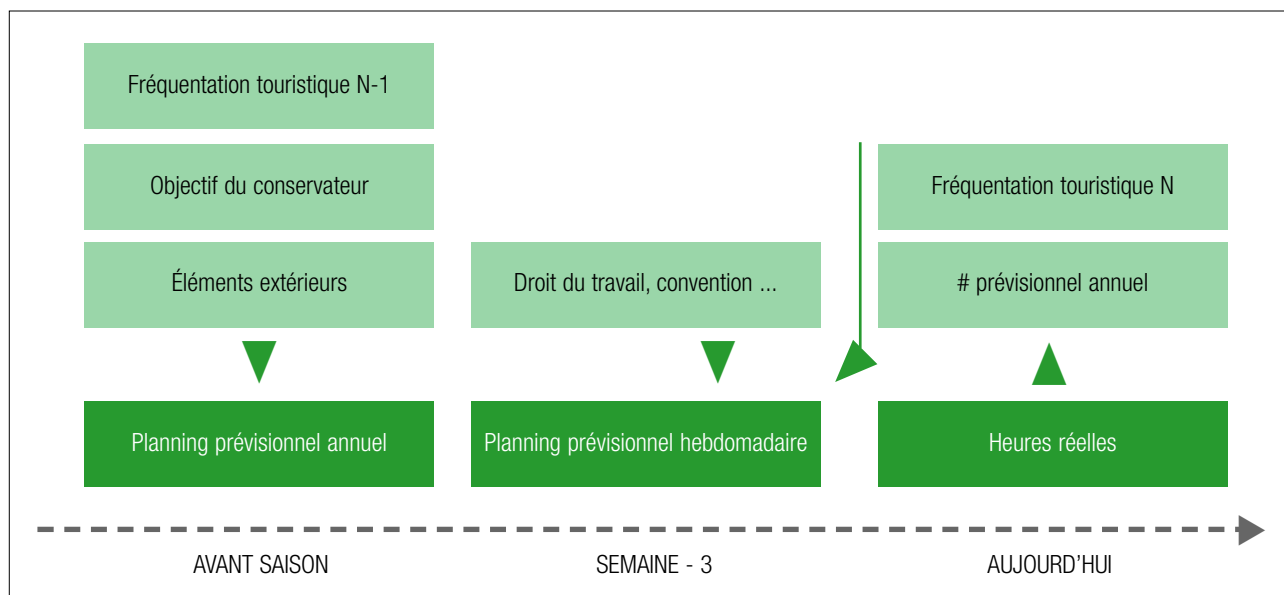 Fréquentation touristique N-1
Objectif du conservateur
Éléments extérieurs
Planning prévisionnel annuel
Droit du travail, convention ...
Planning prévisionnel hebdomadaire
Fréquentation touristique N
# prévisionnel annuel
Heures réelles
AVANT SAISON
SEMAINE - 3
AUJOURD'HUI